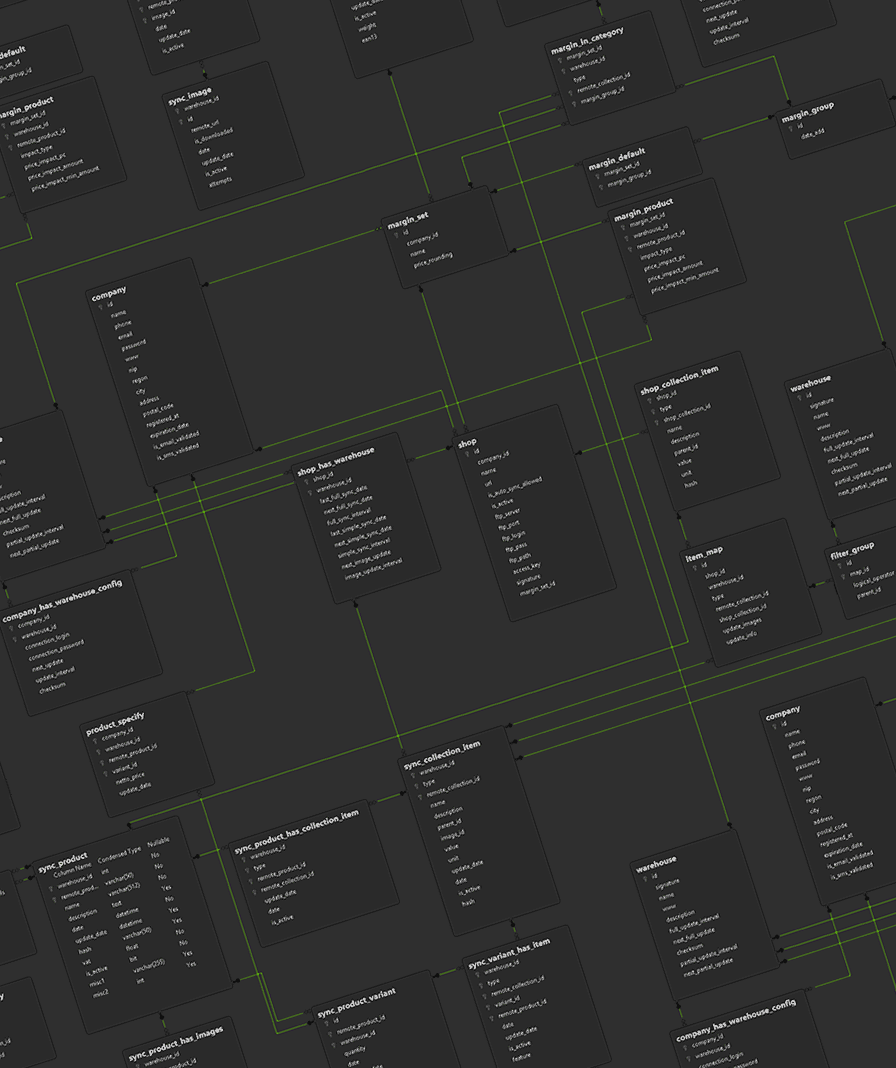 image_id
date
update_date
is_active
is_active
weight
ean13
next_update
update_interval
checksum
margin_in_category
margin_set_id
warehouse_id
type
remote_collection_id
margin_group_id
default
margin_product
margin_set_id
warehouse_id
remote_product_id
impact_type
price_impact_pc
price_impact_amount
price_impact_min_amount
sync_image
warehouse_id
id
remote_url
is_downloaded
date
update_date
is_active
attempts
margin_group
id
date_add
margin_default
margin_set_id
margin_group_id
margin_set
id
company_id
name
price_rounding
margin_product
margin_set_id
warehouse_id
remote_product_id
impact_type
price_impact_pc
price_impact_amount
price_impact_min_amount
company
id
name
phone
email
password
www
nip
regon
city
address
postal_code
registered_at
expiration_date
is_email_validated
is_sms_validated
shop_collection_item
shop_id
type
shop_collection_id
name
description
parent_id
value
unit
hash
warehouse
id
signature
name
www
description
full_update_interval
next_full_update
checksum
partial_update_interval
next_partial_update
full_update_interval
next_full_update
checksum
partial_update_interval
next_partial_update
shop_has_warehouse
shop_id
warehouse_id
last_full_sync_date
next_full_sync_date
full_sync_interval
last_simple_sync_date
next_simple_sync_date
simple_sync_interval
next_image_update
image_update_interval
shop
id
company_id
name
url
is_auto_sync_allowed
is_active
ftp_server
ftp_port
ftp_login
ftp_pass
ftp_path
access_key
signature
margin_set_id
item_map
id
shop_id
warehouse_id
type
remote_collection_id
shop_collection_id
update_images
update_info
filter_group
id
map_id
logical_operator
parent_id
company_has_warehouse_config
company_id
warehouse_id
connection_login
connection_password
next_update
update_interval
checksum
product_specify
company_id
warehouse_id
remote_product_id
variant_id
netto_price
update_date
sync_collection_item
warehouse_id
type
remote_collection_id
name
description
parent_id
image_id
value
unit
update_date
date
is_active
hash
company
id
name
phone
email
password
www
nip
regon
city
address
postal_code
registered_at
expiration_date
is_email_validated
is_sms_validated
sync_product
Column Name Condensed Type Nullable
warehouse_id int No
remote_prod... varchar(50) No
name varchar(512) No
description text Yes
date datetime No
update_date datetime Yes
hash varchar(50) Yes
vat float No
is_active bit No
misc1 varchar(255) Yes
misc2 int Yes
sync_product_has_collection_item
warehouse_id
type
remote_product_id
remote_collection_id
update_date
date
is_active
warehouse
id
signature
name
www
description
full_update_interval
next_full_update
checksum
partial_update_interval
next_partial_update
sync_variant_has_item
warehouse_id
type
remote_collection_id
variant_id
remote_product_id
date
update_date
is_active
feature
sync_product_variant
id
remote_product_id
warehouse_id
quantity
date
sync_product_has_images
warehouse_id
company_has_warehouse_config
company_id
warehouse_id
connection_login